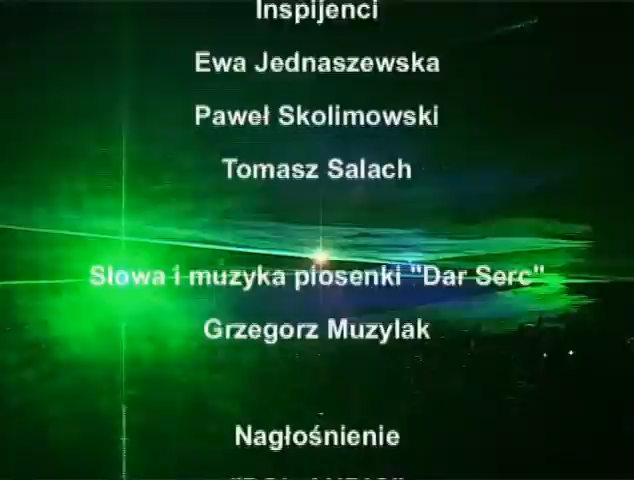 Inspijenci
Ewa Jednaszewska
Paweł Skolimowski
Tomasz Salach
Słowa i muzyka piosenki "Dar Serc"
Grzegorz Muzylak
Nagłośnienie